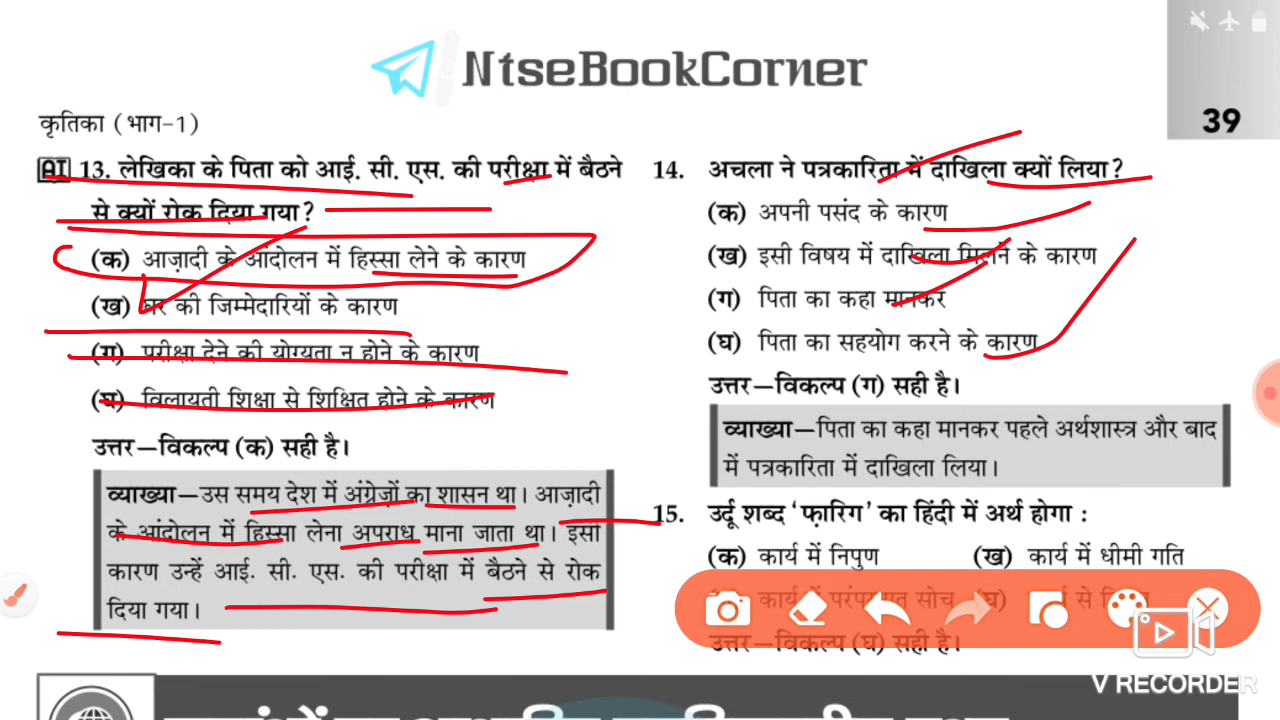 NtseBookCorner
39
कृतिका (भाग-1)
AI 13. लेखिका के पिता को आई. सी. एस. की परीक्षा में बैठने
से क्यों रोक दिया गया?
(क) आज़ादी के आंदोलन में हिस्सा लेने के कारण
(ख) घर की जिम्मेदारियों के कारण
(ग) परीक्षा देने की योग्यता न होने के कारण
(घ) विलायती शिक्षा से शिक्षित होने के कारण
उत्तर—विकल्प (क) सही है।
व्याख्या—उस समय देश में अंग्रेज़ों का शासन था। आज़ादी
के आंदोलन में हिस्सा लेना अपराध माना जाता था। इसी
कारण उन्हें आई. सी. एस. की परीक्षा में बैठने से रोक
दिया गया।
14. अचला ने पत्रकारिता में दाखिला क्यों लिया?
(क) अपनी पसंद के कारण
(ख) इसी विषय में दाखिला मिलने के कारण
(ग) पिता का कहा मानकर
(घ) पिता का सहयोग करने के कारण
उत्तर—विकल्प (ग) सही है।
व्याख्या—पिता का कहा मानकर पहले अर्थशास्त्र और बाद
में पत्रकारिता में दाखिला लिया।
15. उर्दू शब्द ‘फ़ारिग’ का हिंदी में अर्थ होगा :
(क) कार्य में निपुण (ख) कार्य में धीमी गति
कार्य में सोच (घ)
उत्तर—विकल्प (घ) सही है।
V RECORDER